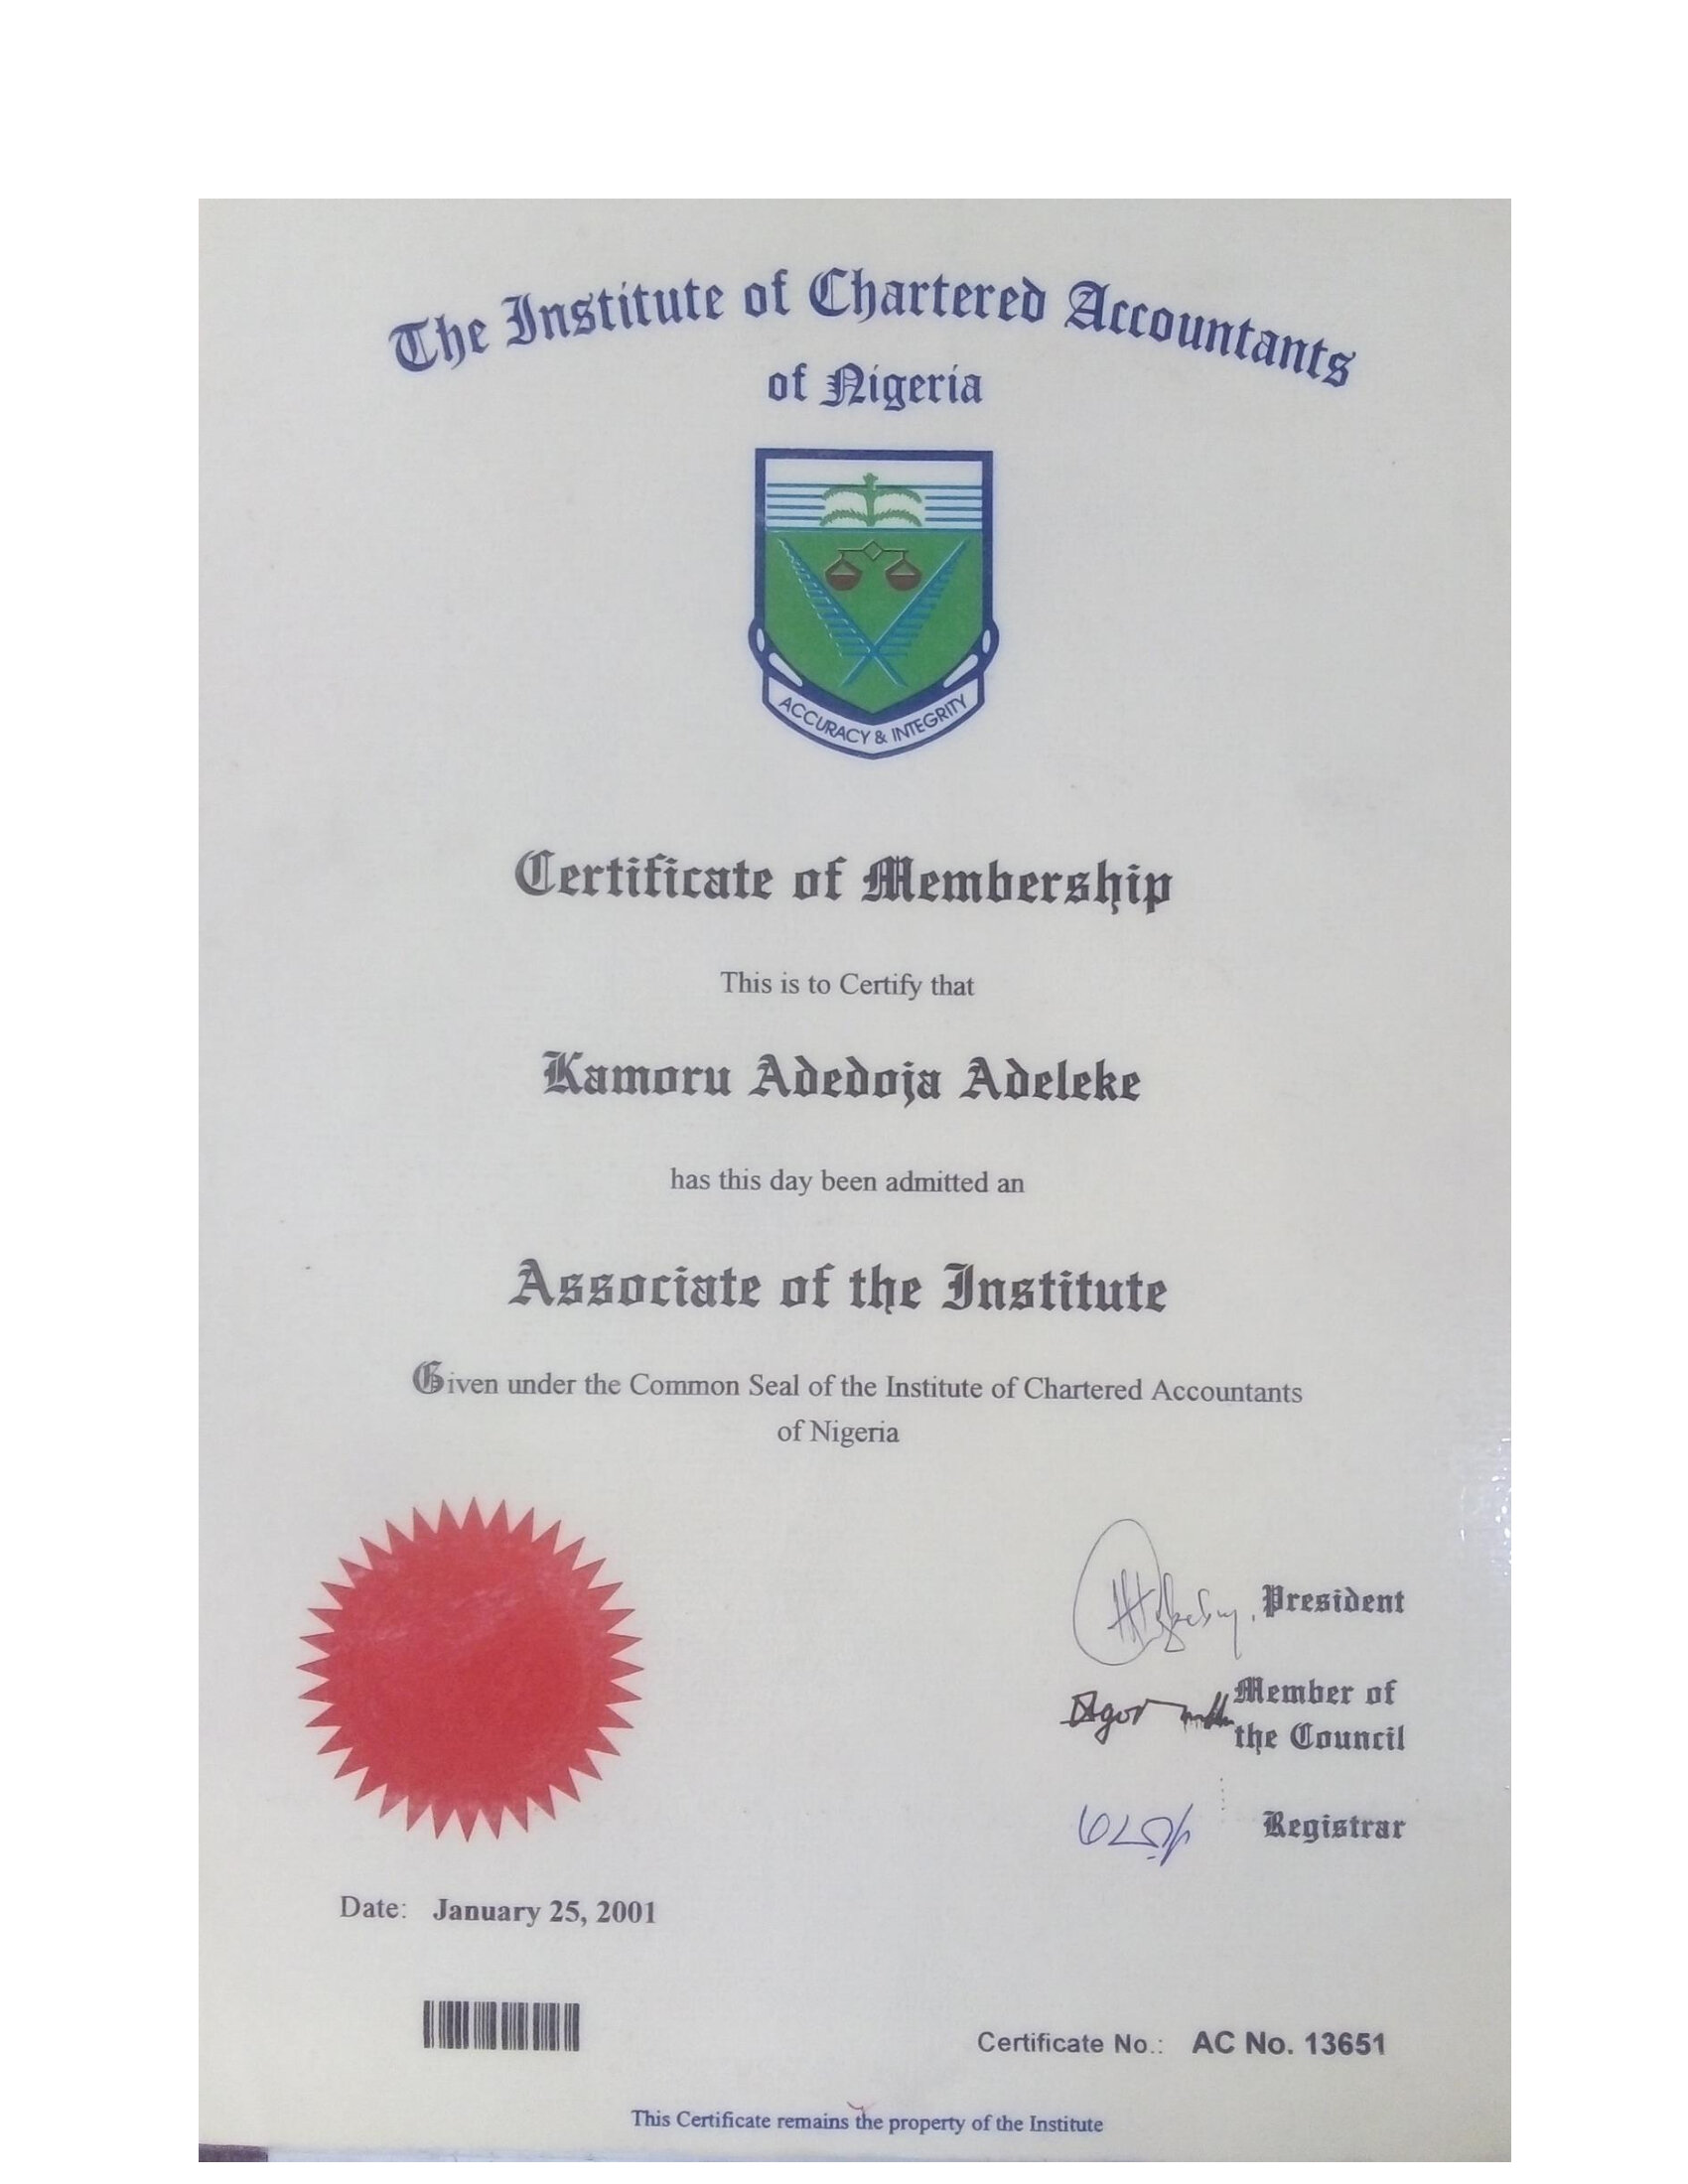 The Institute of Chartered Accountants
of Nigeria
ACCURACY & INTEGRITY
Certificate of Membership
This is to Certify that
Kamoru Adedoja Adeleke
has this day been admitted an
Associate of the Institute
Given under the Common Seal of the Institute of Chartered Accountants
of Nigeria
President
Member of
the Council
Registrar
Date: January 25, 2001
Certificate No.: AC No. 13651
This Certificate remains the property of the Institute